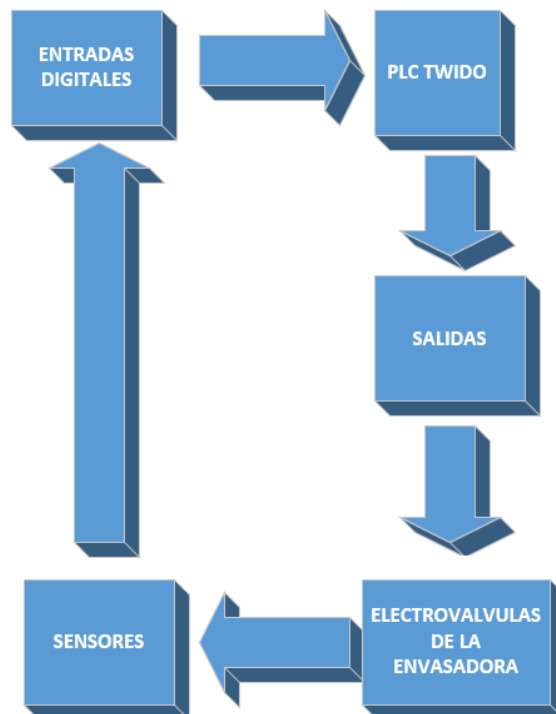 ENTRADAS
DIGITALES
PLC TWIDO
SALIDAS
ELECTROVALVULAS
DE LA
ENVASADORA
SENSORES